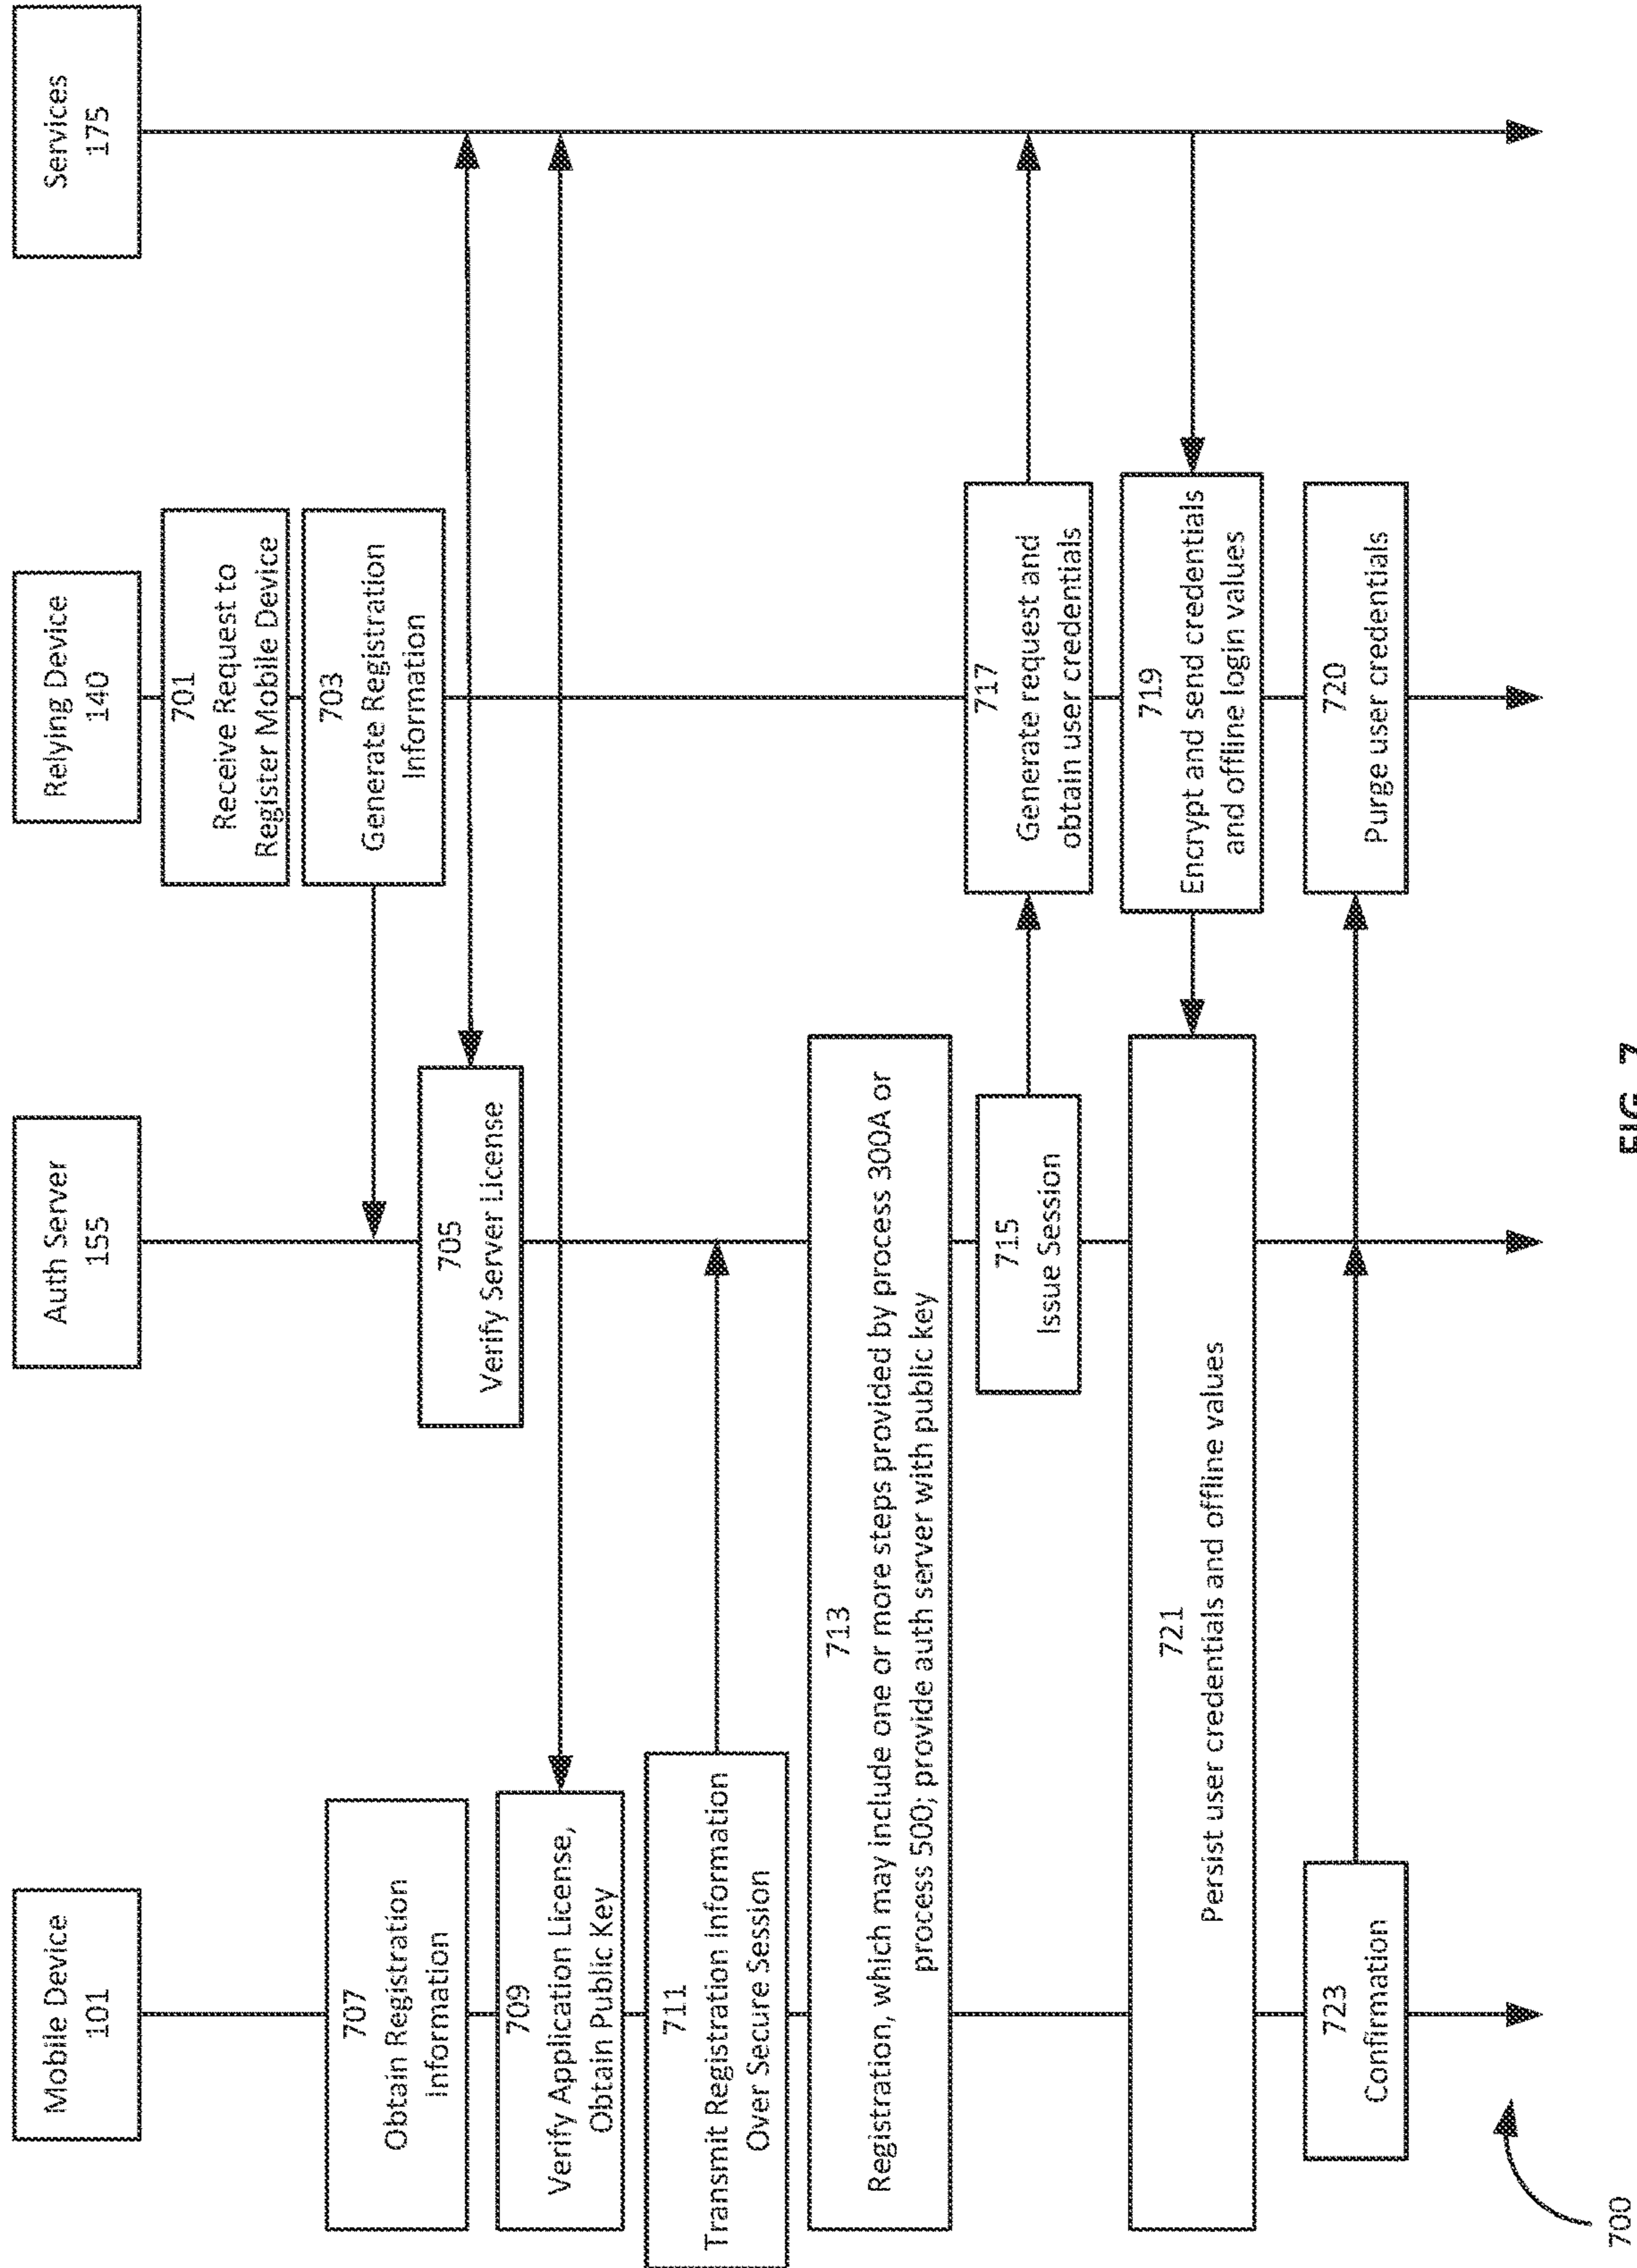 Mobile Device
101
Auth Server
155
Relying Device
140
Services
175
701
Receive Request to
Register Mobile Device
703
Generate Registration
Information
705
Verify Server License
707
Obtain Registration
Information
709
Verify Application License,
Obtain Public Key
711
Transmit Registration Information
Over Secure Session
713
Registration, which may include one or more steps provided by process 300A or
process 500; provide auth server with public key
715
Issue Session
717
Generate request and
obtain user credentials
719
Encrypt and send credentials
and offline login values
721
Persist user credentials and offline values
720
Purge user credentials
723
Confirmation
700
FIG. 7